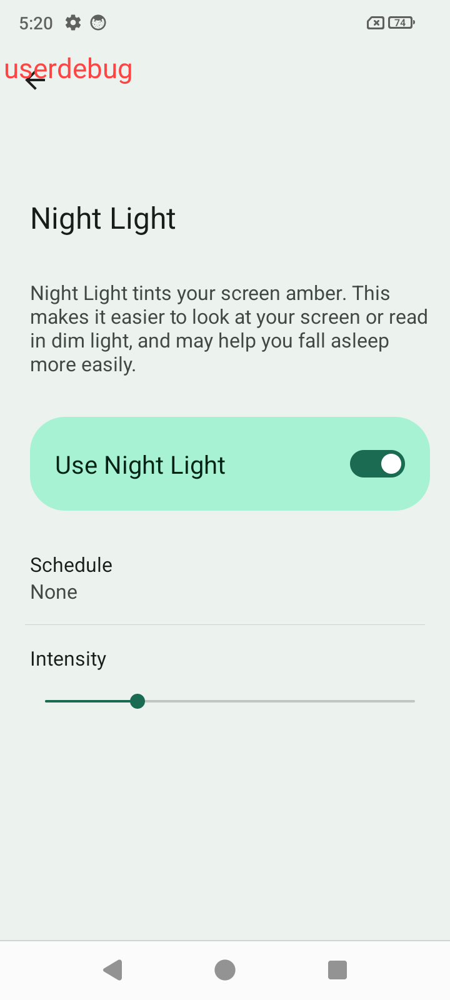 5:20
74
userdebug
Night Light
Night Light tints your screen amber. This
makes it easier to look at your screen or read
in dim light, and may help you fall asleep
more easily.
Use Night Light
Schedule
None
Intensity